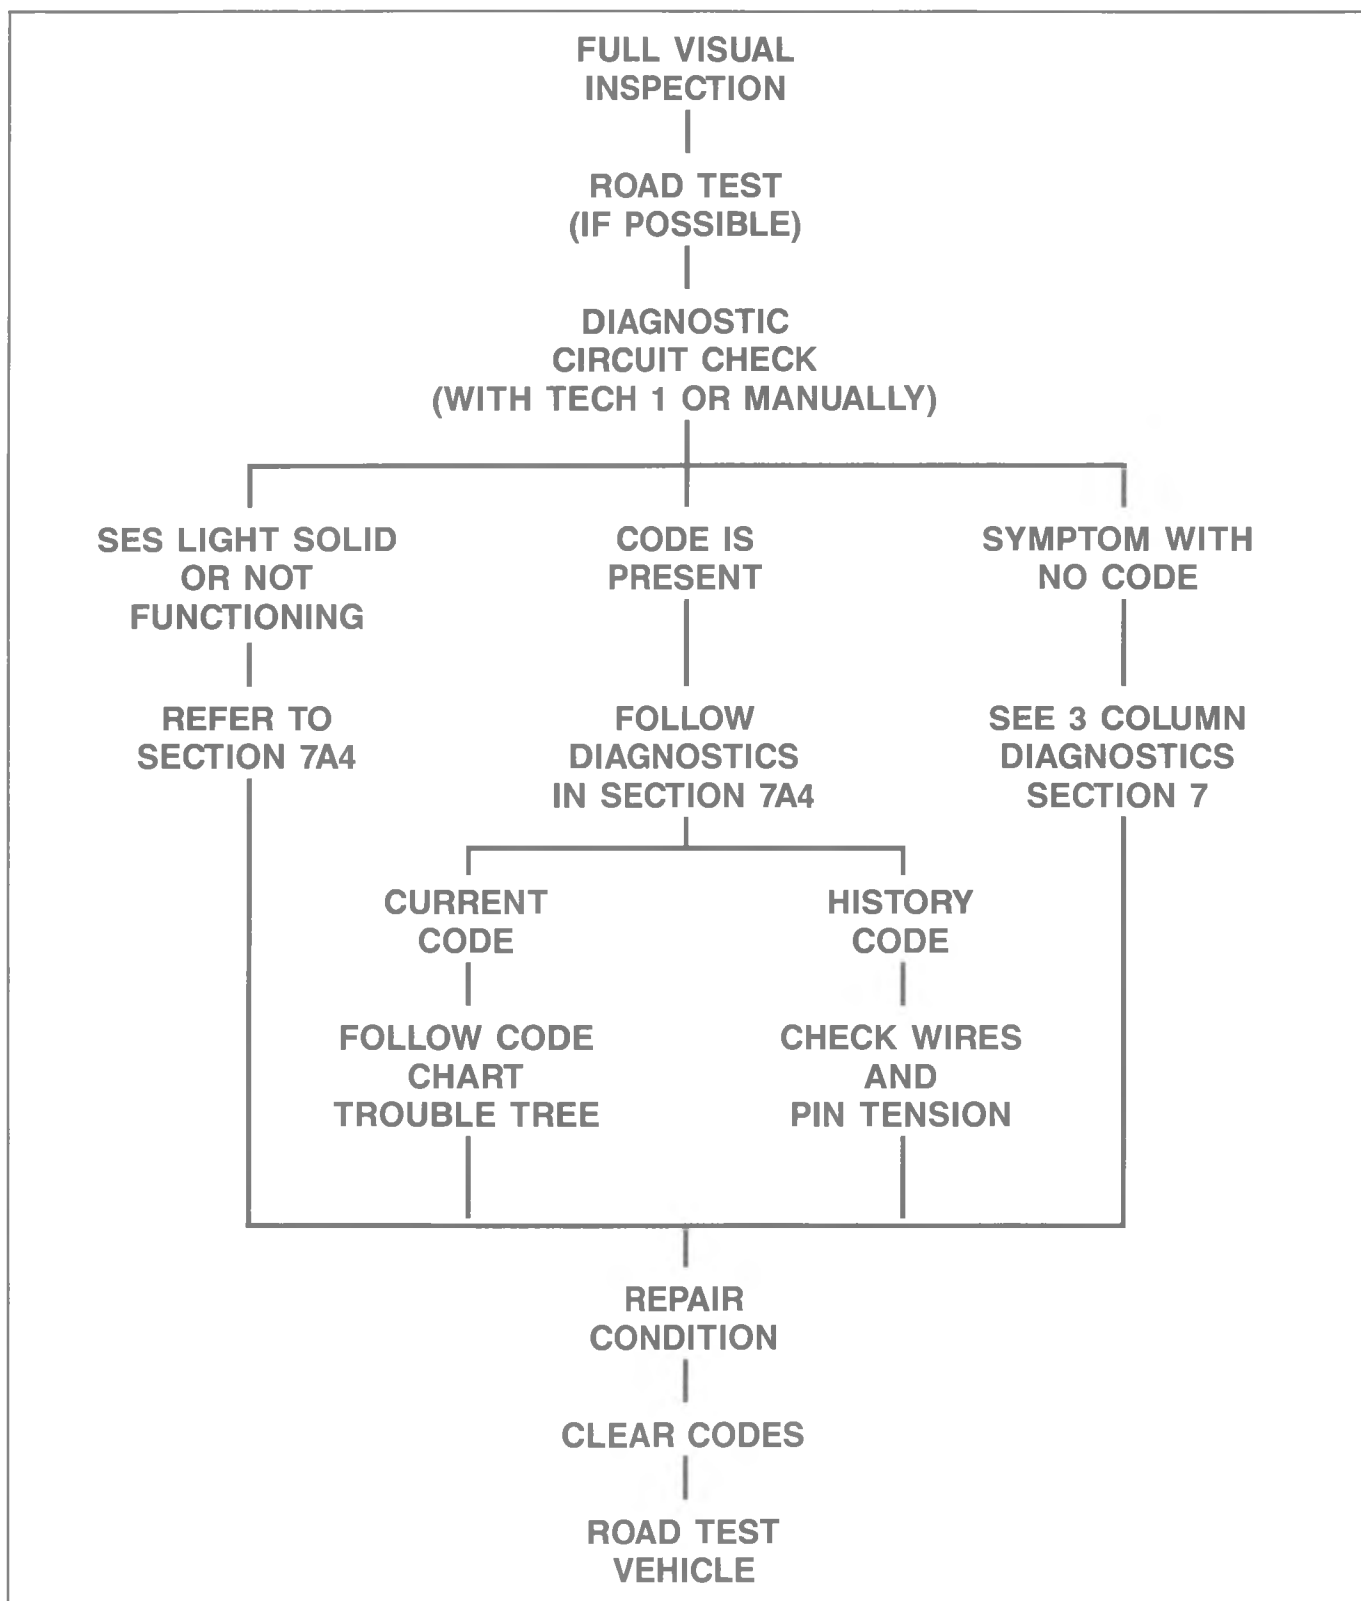 FULL VISUAL
INSPECTION
ROAD TEST
(IF POSSIBLE)
DIAGNOSTIC
CIRCUIT CHECK
(WITH TECH 1 OR MANUALLY)
SES LIGHT SOLID
OR NOT
FUNCTIONING
CODE IS
PRESENT
SYMPTOM WITH
NO CODE
REFER TO
SECTION 7A4
FOLLOW
DIAGNOSTICS
IN SECTION 7A4
SEE 3 COLUMN
DIAGNOSTICS
SECTION 7
CURRENT
CODE
HISTORY
CODE
FOLLOW CODE
CHART
TROUBLE TREE
CHECK WIRES
AND
PIN TENSION
REPAIR
CONDITION
CLEAR CODES
ROAD TEST
VEHICLE